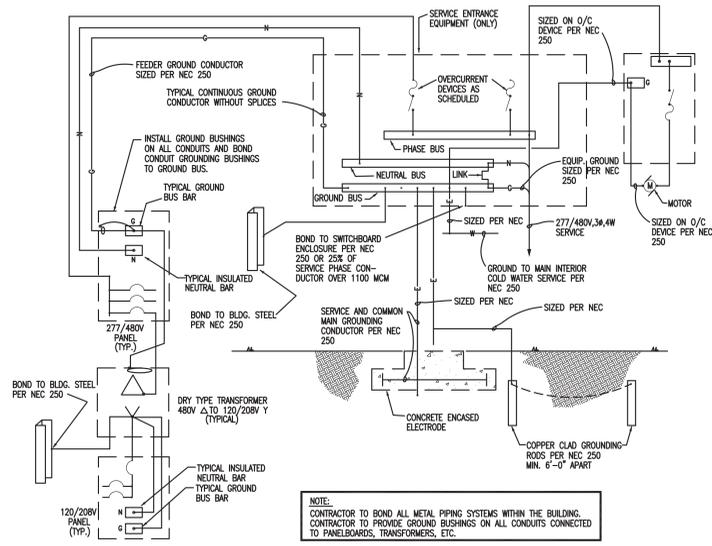 SERVICE ENTRANCE
EQUIPMENT (ONLY)
SIZED ON O/C
DEVICE PER NEC
250
N
G
FEEDER GROUND CONDUCTOR
SIZED PER NEC 250
OVERCURRENT
DEVICES AS
SCHEDULED
G
TYPICAL CONTINUOUS GROUND
CONDUCTOR WITHOUT SPLICES
PHASE BUS
INSTALL GROUND BUSHINGS
ON ALL CONDUITS AND BOND
CONDUIT GROUNDING BUSHINGS
TO GROUND BUS.
NEUTRAL BUS
LINK
N
G
GROUND BUS
EQUIP. GROUND
SIZED PER NEC
250
M
MOTOR
TYPICAL GROUND
BUS BAR
G
N
SIZED PER NEC
W
277/480V,3ø,4W
SERVICE
SIZED ON O/C
DEVICE PER NEC
250
BOND TO SWITCHBOARD
ENCLOSURE PER NEC
250 OR 25% OF
SERVICE PHASE CON-
DUCTOR OVER 1100 MCM
GROUND TO MAIN INTERIOR
COLD WATER SERVICE PER
NEC 250
TYPICAL INSULATED
NEUTRAL BAR
BOND TO BLDG. STEEL
PER NEC 250
SIZED PER NEC
SIZED PER NEC
277/480V
PANEL
(TYP.)
SERVICE AND COMMON
MAIN GROUNDING
CONDUCTOR PER NEC
250
BOND TO BLDG. STEEL
PER NEC 250
DRY TYPE TRANSFORMER
480V △ TO 120/208V Y
(TYPICAL)
CONCRETE ENCASED
ELECTRODE
COPPER CLAD GROUNDING
RODS PER NEC 250
MIN. 6'-0" APART
TYPICAL INSULATED
NEUTRAL BAR
TYPICAL GROUND
BUS BAR
120/208V
PANEL
(TYP.)
N
G
NOTE:
CONTRACTOR TO BOND ALL METAL PIPING SYSTEMS WITHIN THE BUILDING.
CONTRACTOR TO PROVIDE GROUND BUSHINGS ON ALL CONDUITS CONNECTED
TO PANELBOARDS, TRANSFORMERS, ETC.